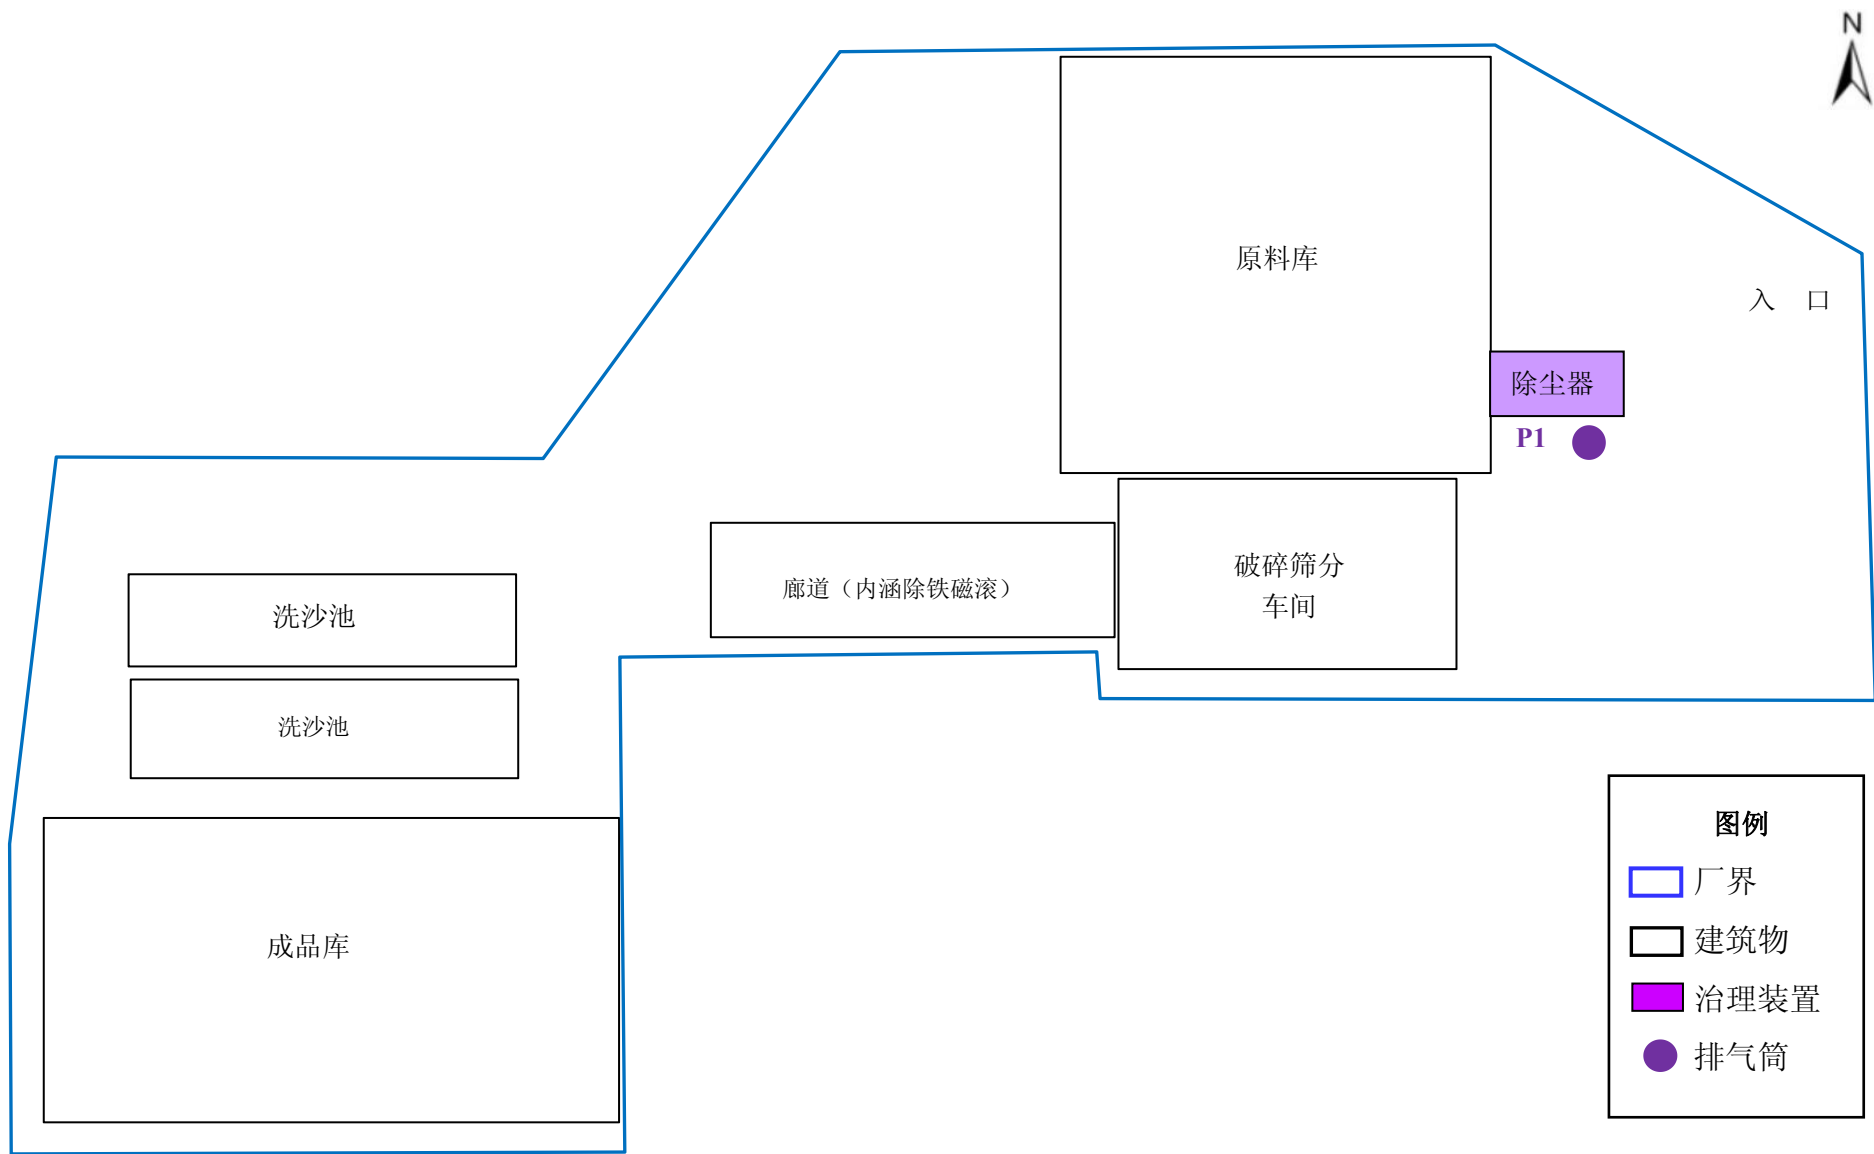 N
原料库
入 口
除尘器
P1
破碎筛分
车间
廊道（内涵除铁磁滚）
洗沙池
洗沙池
成品库
图例
厂界
建筑物
治理装置
排气筒